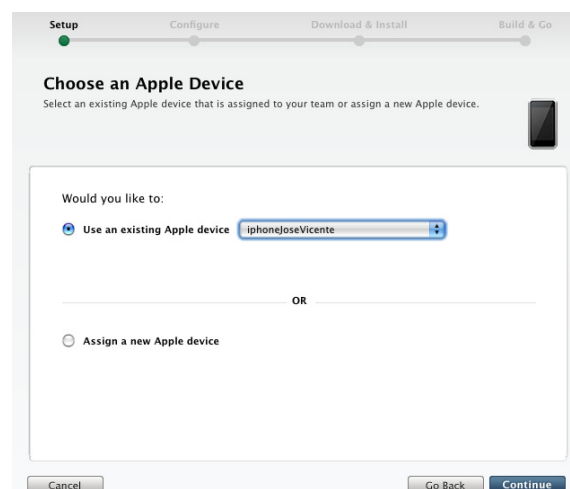 Setup Configure Download & Install Build & Go
Choose an Apple Device
Select an existing Apple device that is assigned to your team or assign a new Apple device.
Would you like to:
Use an existing Apple device iphoneJoseVicente
OR
Assign a new Apple device
Cancel Go Back Continue